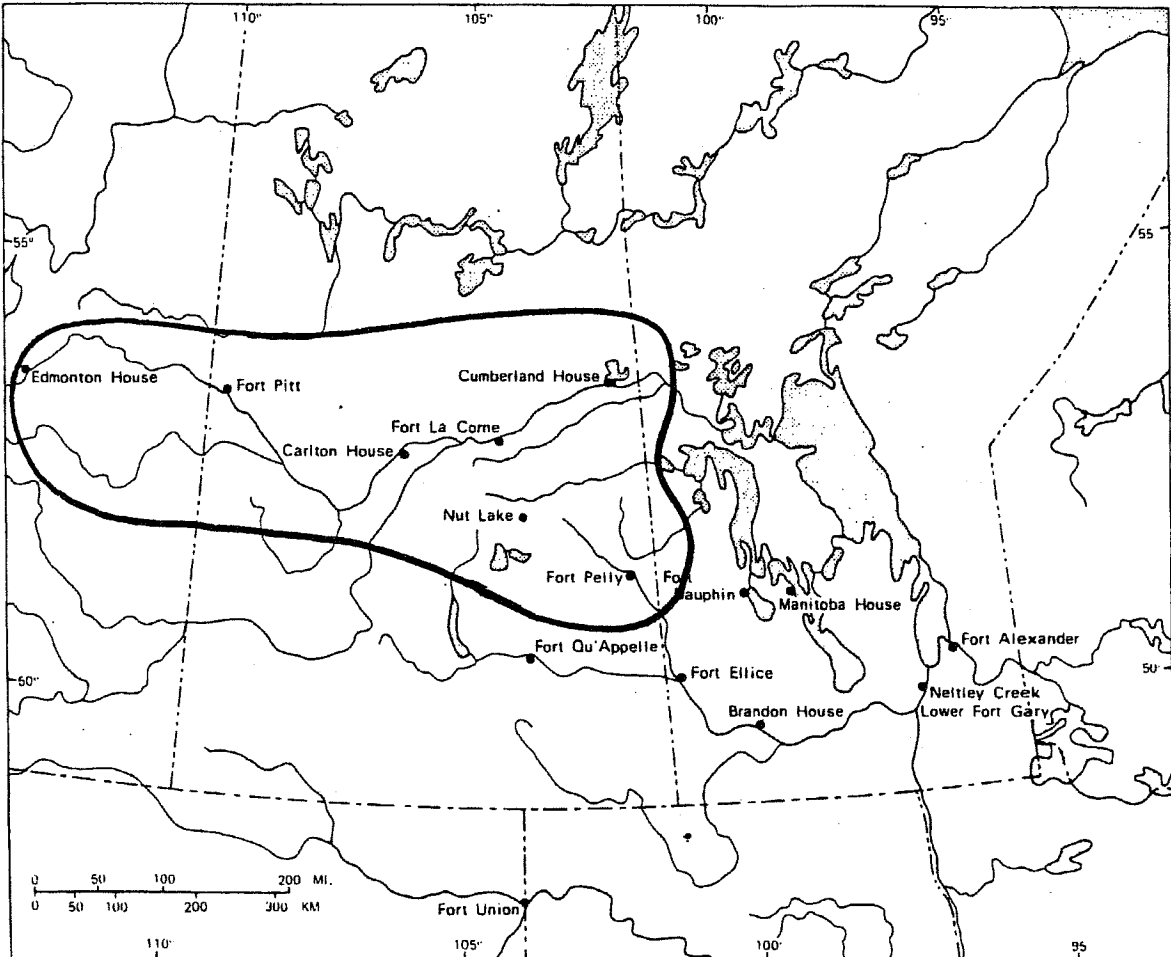 110°
105°
100°
95°
55°
55
Edmonton House
Fort Pitt
Cumberland House
Fort La Corne
Carlton House
Nut Lake
Fort Pelly
Fort
Dauphin
Manitoba House
Fort Qu'Appelle
Fort Alexander
50°
50°
Fort Ellice
Neltley Creek
Lower Fort Gary
Brandon House
0 50 100 200 MI.
0 50 100 200 300 KM
Fort Union
110°
105°
100°
95